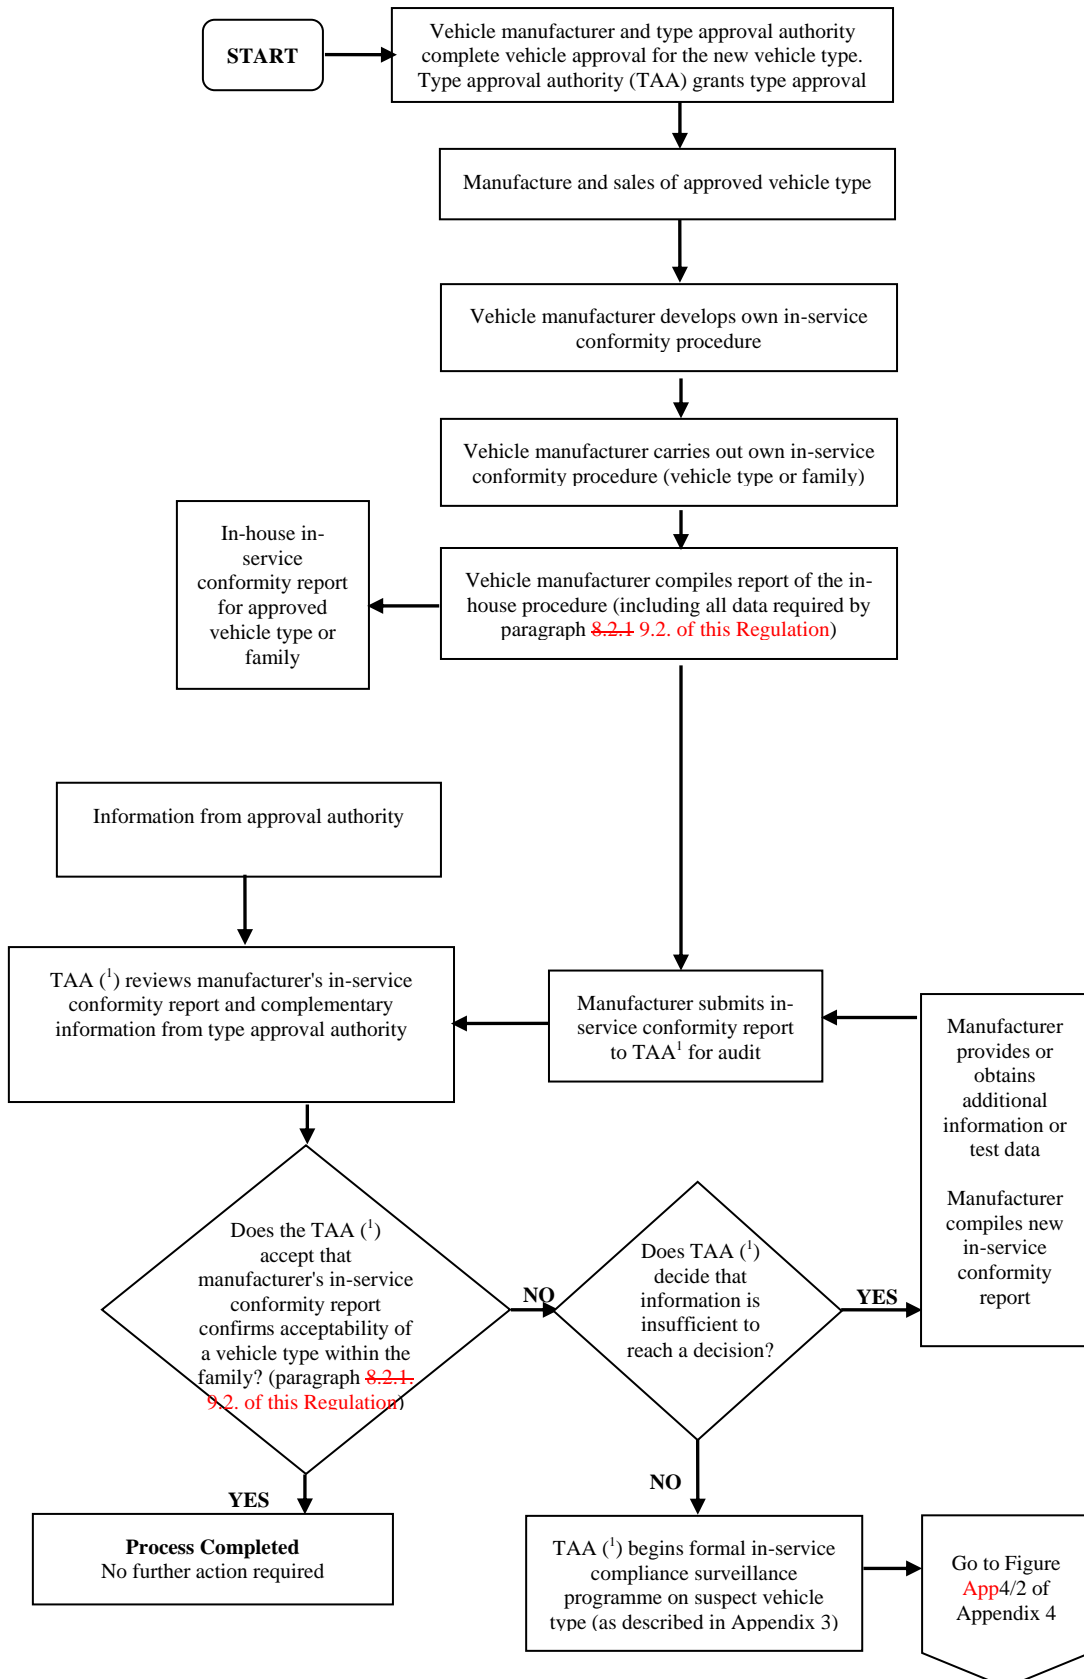 START
Vehicle manufacturer and type approval authority
complete vehicle approval for the new vehicle type.
Type approval authority (TAA) grants type approval
Manufacture and sales of approved vehicle type
Vehicle manufacturer develops own in-service
conformity procedure
Vehicle manufacturer carries out own in-service
conformity procedure (vehicle type or family)
In-house in-
service
conformity report
for approved
vehicle type or
family
Vehicle manufacturer compiles report of the in-
house procedure (including all data required by
paragraph 8.2.1 9.2. of this Regulation)
Information from approval authority
TAA (¹) reviews manufacturer's in-service
conformity report and complementary
information from type approval authority
Manufacturer submits in-
service conformity report
to TAA¹ for audit
Manufacturer
provides or
obtains
additional
information or
test data
Manufacturer
compiles new
in-service
conformity
report
Does the TAA (¹)
accept that
manufacturer's in-service
conformity report
confirms acceptability of
a vehicle type within the
family? (paragraph 8.2.1.
9.2. of this Regulation)
NO
Does TAA (¹)
decide that
information is
insufficient to
reach a decision?
YES
NO
YES
Process Completed
No further action required
TAA (¹) begins formal in-service
compliance surveillance
programme on suspect vehicle
type (as described in Appendix 3)
Go to Figure
App4/2 of
Appendix 4